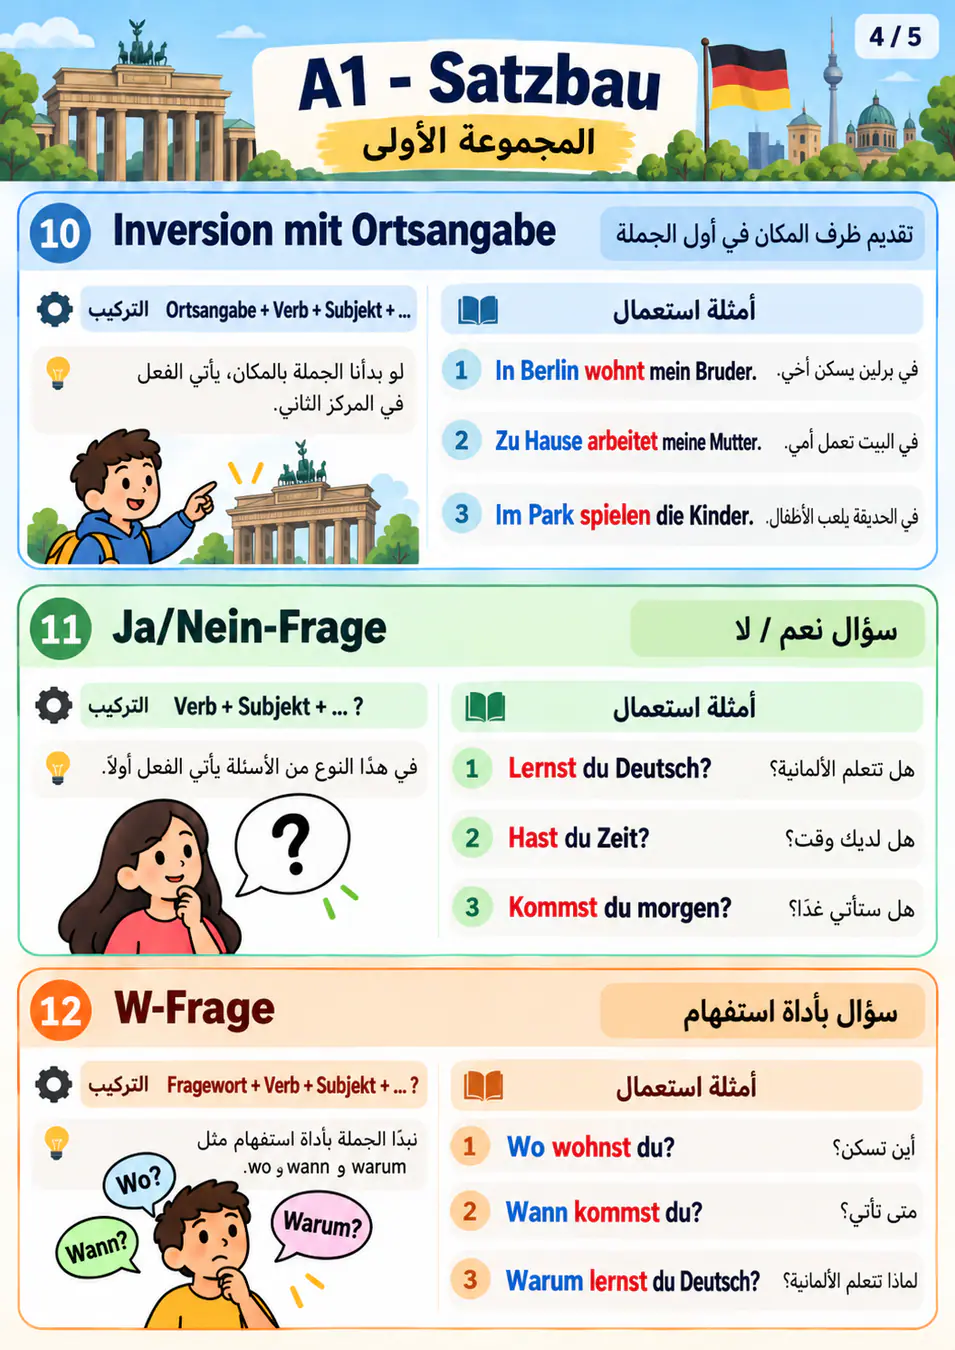 4 / 5
A1 - Satzbau
المجموعة الأولى
10
Inversion mit Ortsangabe
تقديم ظرف المكان في أول الجملة
التركيب Ortsangabe + Verb + Subjekt + ...
لو بدأنا الجملة بالمكان، يأتي الفعل
في المركز الثاني.
أمثلة استعمال
1 In Berlin wohnt mein Bruder. في برلين يسكن أخي.
2 Zu Hause arbeitet meine Mutter. في البيت تعمل أمي.
3 Im Park spielen die Kinder. في الحديقة يلعب الأطفال.
11
Ja/Nein-Frage
سؤال نعم / لا
التركيب Verb + Subjekt + ... ?
في هذًا النوع من الأسئلة يأتي الفعل أولاً.
?
أمثلة استعمال
1 Lernst du Deutsch? هل تتعلم الألمانية؟
2 Hast du Zeit? هل لديك وقت؟
3 Kommst du morgen? هل ستأتي غدًا؟
12
W-Frage
سؤال بأداة استفهام
التركيب Fragewort + Verb + Subjekt + ... ?
نبدًا الجملة بأداة استفهام مثل
warum و wann و wo.
Wo?
Wann?
Warum?
أمثلة استعمال
1 Wo wohnst du? أين تسكن؟
2 Wann kommst du? متى تأتي؟
3 Warum lernst du Deutsch? لماذا تتعلم الألمانية؟